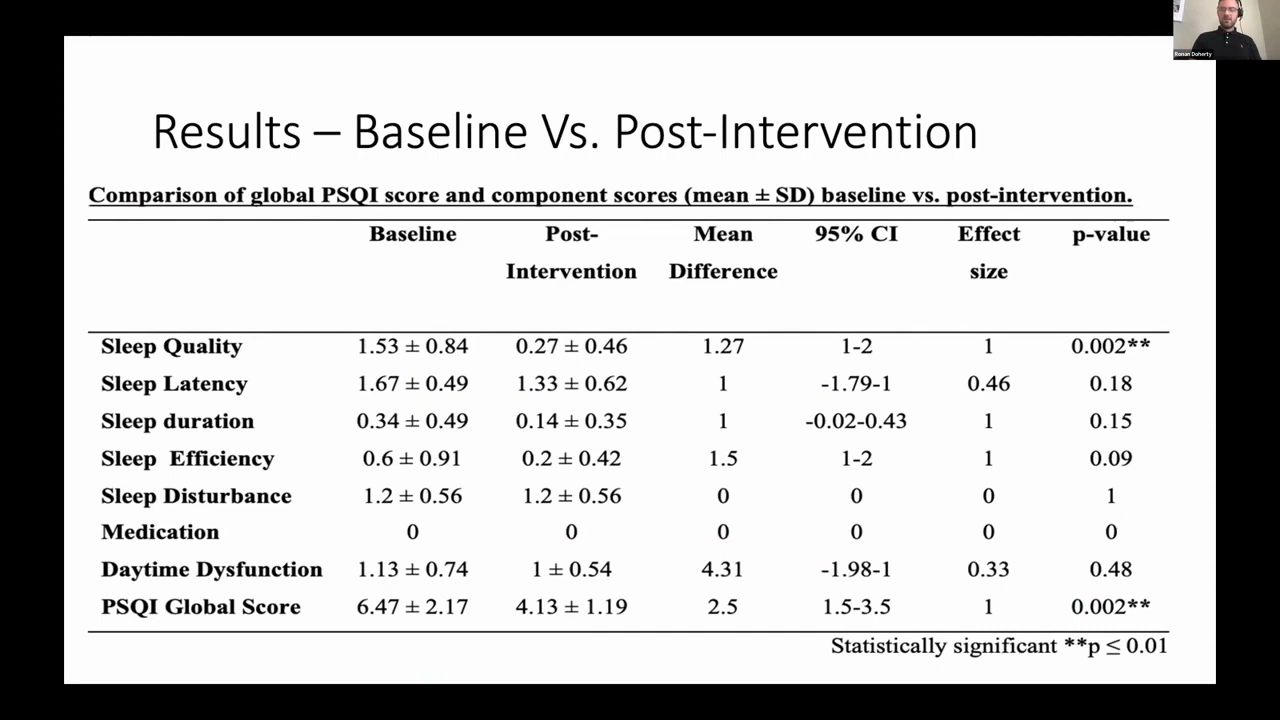 Ronan Doherty
Results – Baseline Vs. Post-Intervention
Comparison of global PSQI score and component scores (mean ± SD) baseline vs. post-intervention.
Baseline Post- Mean 95% CI Effect p-value
Intervention Difference size
Sleep Quality 1.53 ± 0.84 0.27 ± 0.46 1.27 1-2 1 0.002**
Sleep Latency 1.67 ± 0.49 1.33 ± 0.62 1 -1.79-1 0.46 0.18
Sleep duration 0.34 ± 0.49 0.14 ± 0.35 1 -0.02-0.43 1 0.15
Sleep Efficiency 0.6 ± 0.91 0.2 ± 0.42 1.5 1-2 1 0.09
Sleep Disturbance 1.2 ± 0.56 1.2 ± 0.56 0 0 0 1
Medication 0 0 0 0 0 0
Daytime Dysfunction 1.13 ± 0.74 1 ± 0.54 4.31 -1.98-1 0.33 0.48
PSQI Global Score 6.47 ± 2.17 4.13 ± 1.19 2.5 1.5-3.5 1 0.002**
Statistically significant **p ≤ 0.01